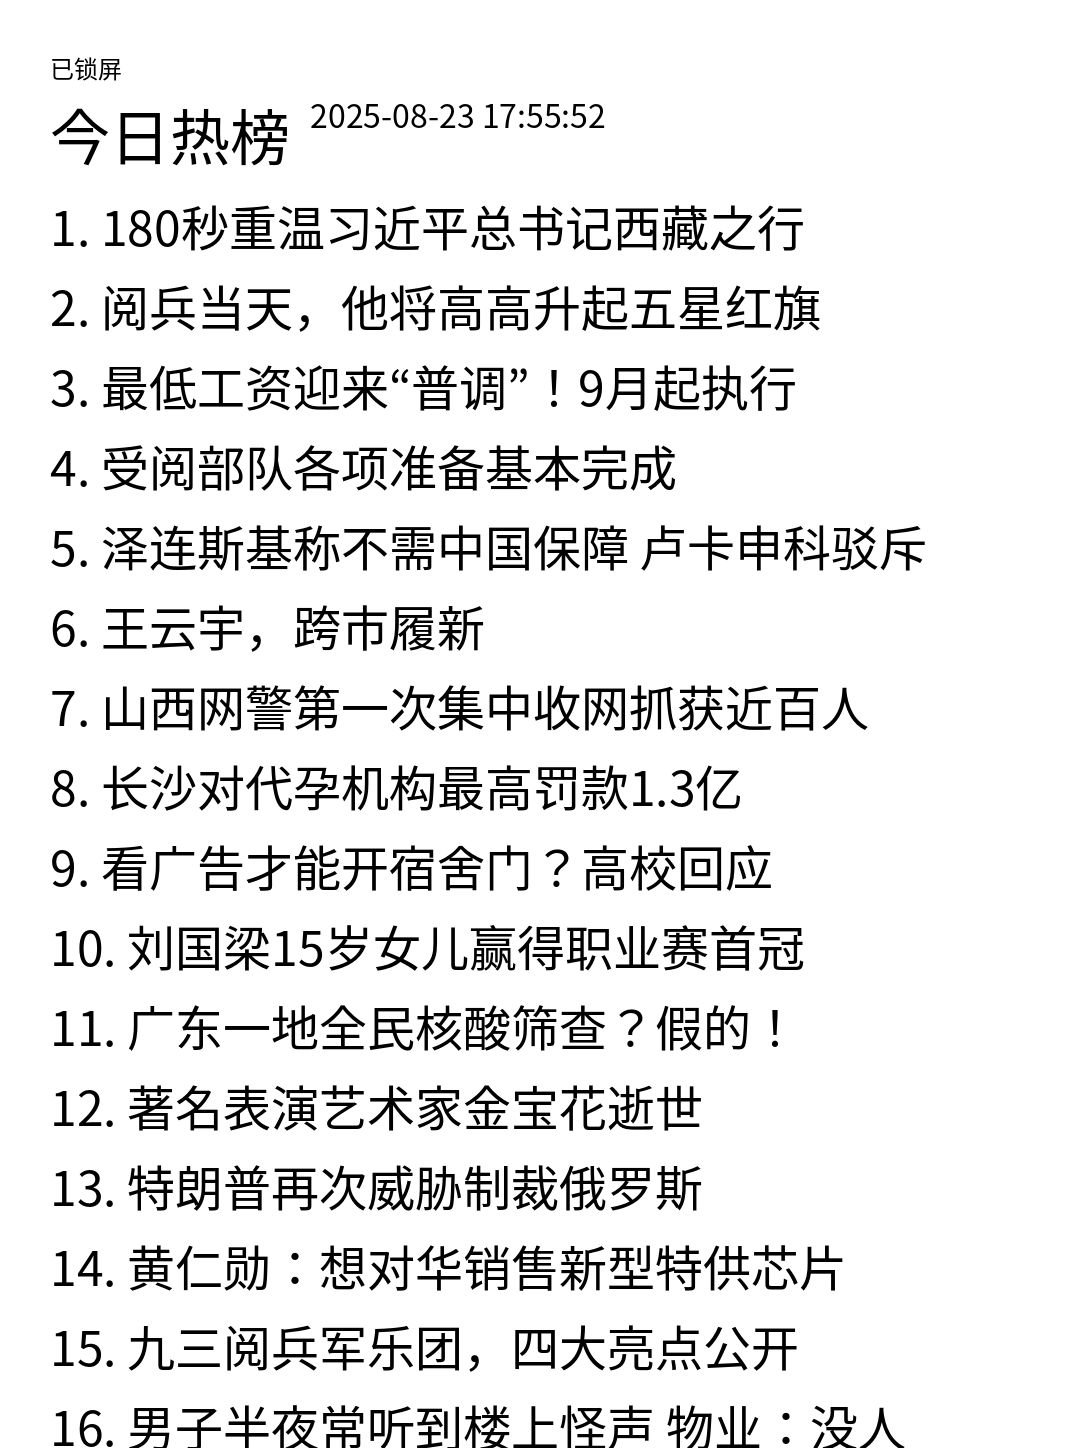 已锁屏
今日热榜 2025-08-23 17:55:52
1. 180秒重温习近平总书记西藏之行
2. 阅兵当天，他将高高升起五星红旗
3. 最低工资迎来“普调”！9月起执行
4. 受阅部队各项准备基本完成
5. 泽连斯基称不需中国保障 卢卡申科驳斥
6. 王云宇，跨市履新
7. 山西网警第一次集中收网抓获近百人
8. 长沙对代孕机构最高罚款1.3亿
9. 看广告才能开宿舍门？高校回应
10. 刘国梁15岁女儿赢得职业赛首冠
11. 广东一地全民核酸筛查？假的！
12. 著名表演艺术家金宝花逝世
13. 特朗普再次威胁制裁俄罗斯
14. 黄仁勋：想对华销售新型特供芯片
15. 九三阅兵军乐团，四大亮点公开
16. 男子半夜常听到楼上怪声 物业：没人